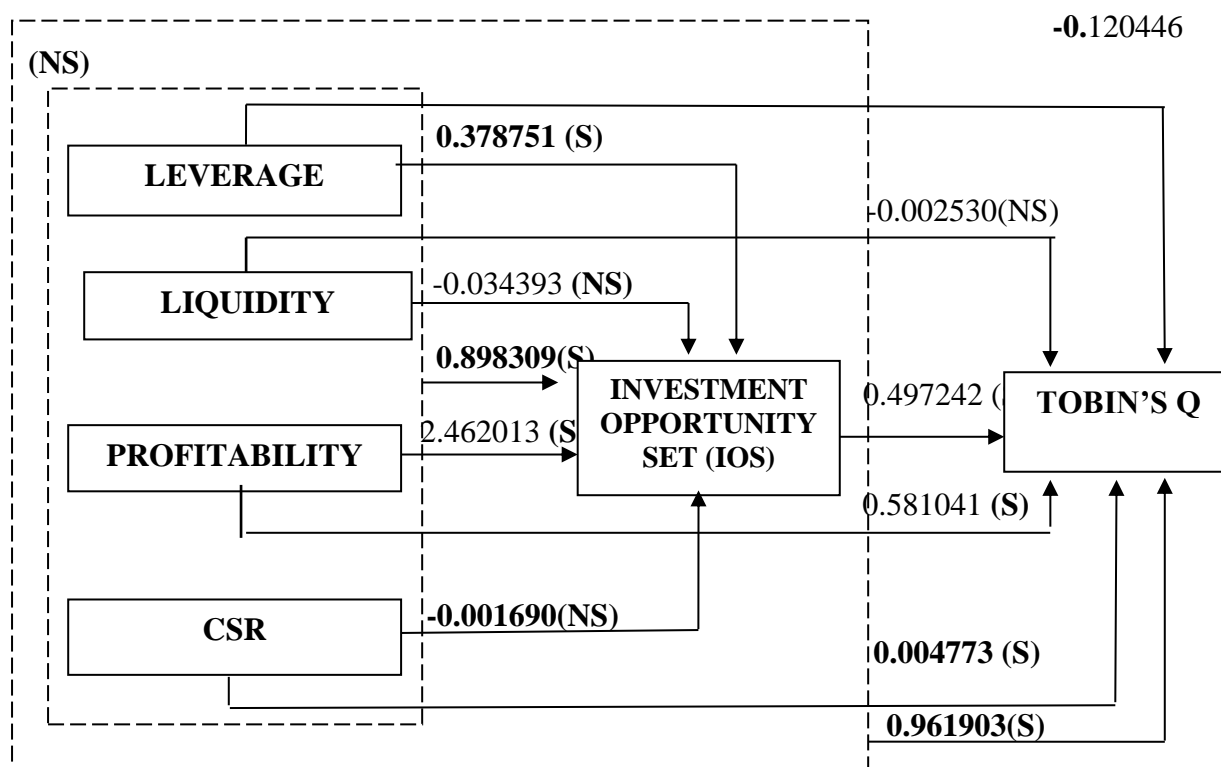 -0.120446
(NS)
0.378751 (S)
LEVERAGE
-0.002530(NS)
LIQUIDITY
-0.034393 (NS)
0.898309(S)
INVESTMENT
OPPORTUNITY
SET (IOS)
0.497242 (
TOBIN’S Q
2.462013 (S
PROFITABILITY
0.581041 (S)
CSR
-0.001690(NS)
0.004773 (S)
0.961903(S)